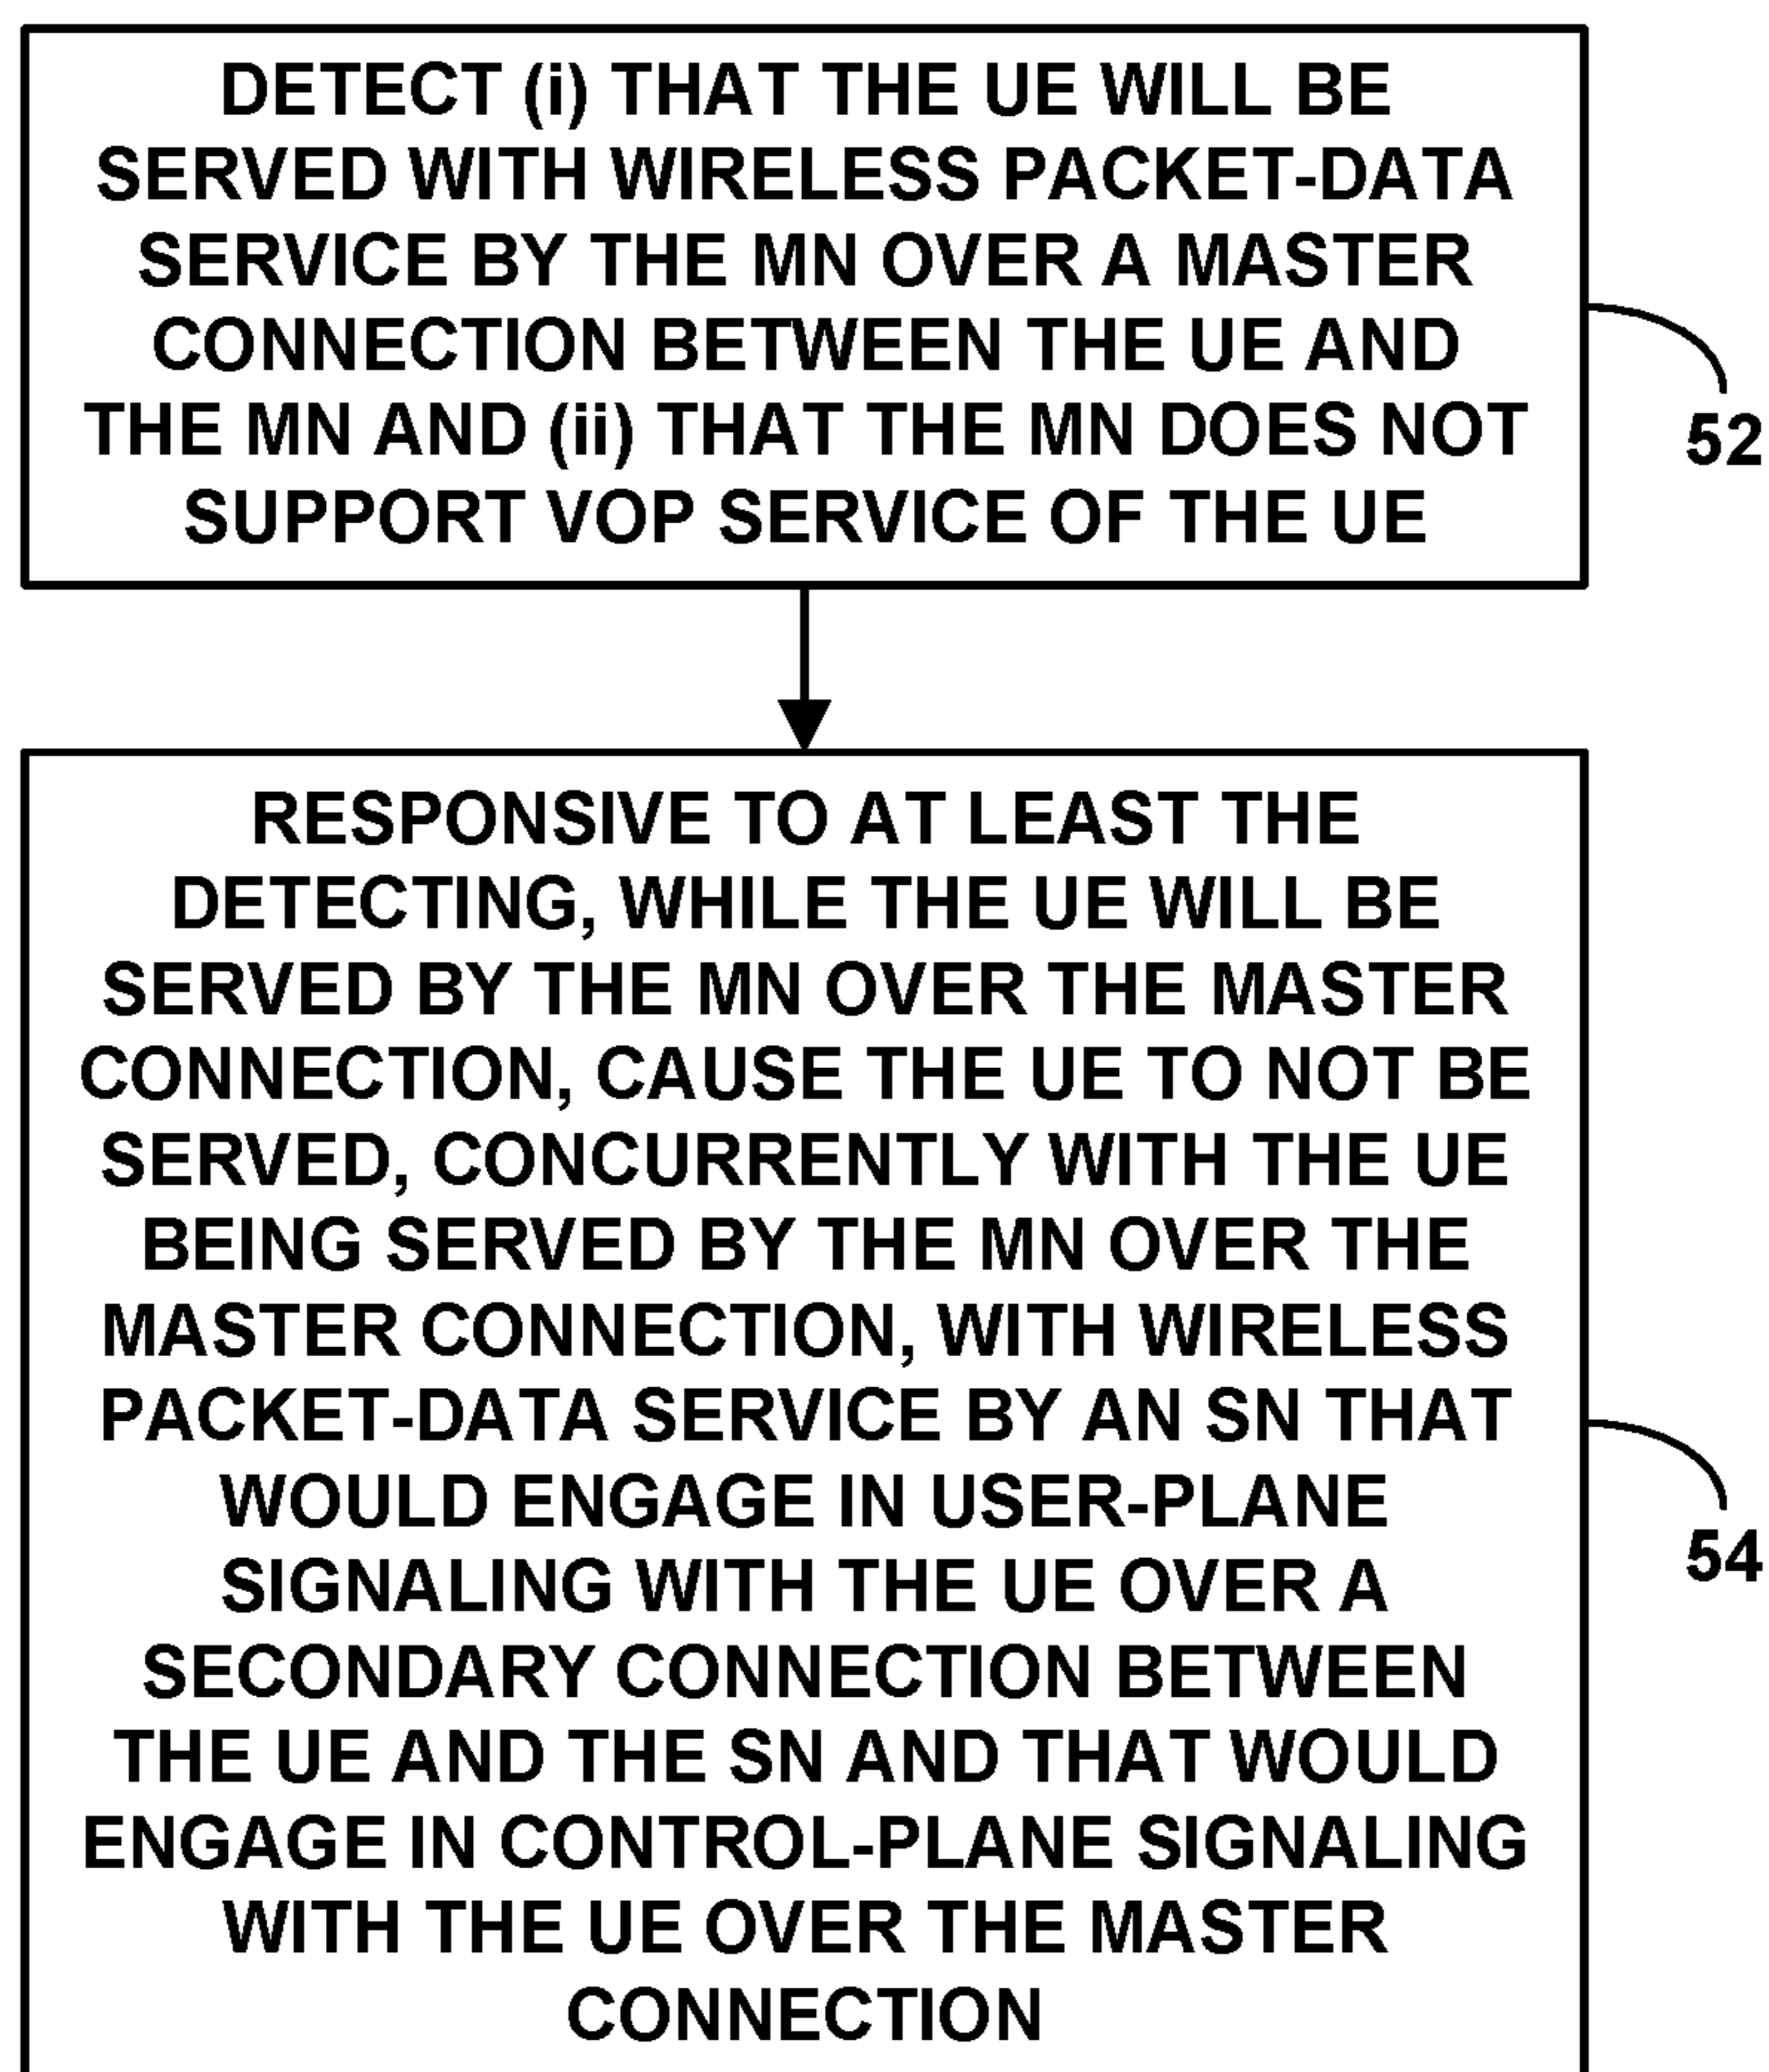 DETECT (i) THAT THE UE WILL BE
SERVED WITH WIRELESS PACKET-DATA
SERVICE BY THE MN OVER A MASTER
CONNECTION BETWEEN THE UE AND
THE MN AND (ii) THAT THE MN DOES NOT
SUPPORT VOP SERVICE OF THE UE
52
RESPONSIVE TO AT LEAST THE
DETECTING, WHILE THE UE WILL BE
SERVED BY THE MN OVER THE MASTER
CONNECTION, CAUSE THE UE TO NOT BE
SERVED, CONCURRENTLY WITH THE UE
BEING SERVED BY THE MN OVER THE
MASTER CONNECTION, WITH WIRELESS
PACKET-DATA SERVICE BY AN SN THAT
WOULD ENGAGE IN USER-PLANE
SIGNALING WITH THE UE OVER A
SECONDARY CONNECTION BETWEEN
THE UE AND THE SN AND THAT WOULD
ENGAGE IN CONTROL-PLANE SIGNALING
WITH THE UE OVER THE MASTER
CONNECTION
54